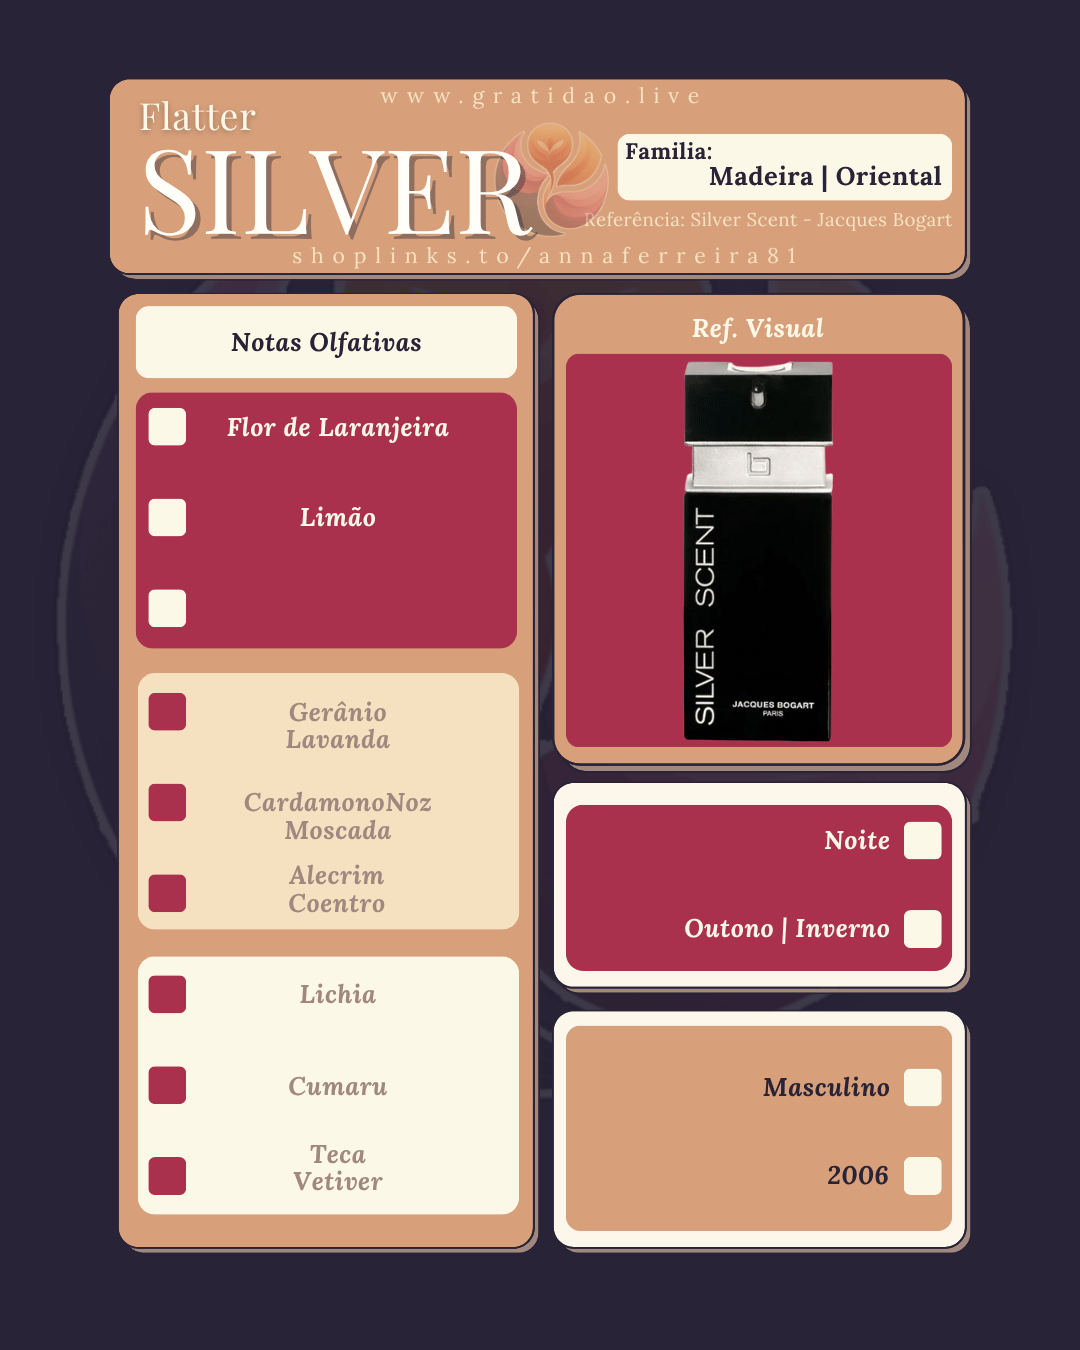 www.gratidao.live
Flatter
SILVER
Familia:
Madeira | Oriental
Referência: Silver Scent - Jacques Bogart
shoplinks.to/annaferreira81
Notas Olfativas
Flor de Laranjeira
Limão
Gerânio
Lavanda
CardamonoNoz
Moscada
Alecrim
Coentro
Lichia
Cumaru
Teca
Vetiver
Ref. Visual
SILVER SCENT
JACQUES BOGART
PARIS
Noite
Outono | Inverno
Masculino
2006